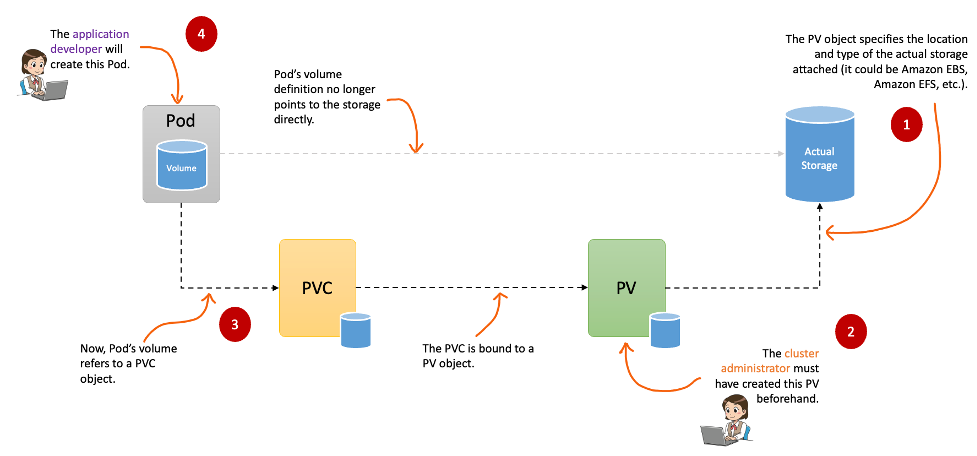 The application
developer will
create this Pod.
4
Pod's volume
definition no longer
points to the storage
directly.
The PV object specifies the location
and type of the actual storage
attached (it could be Amazon EBS,
Amazon EFS, etc.).
1
Pod
Volume
Actual
Storage
PVC
PV
3
Now, Pod's volume
refers to a PVC
object.
The PVC is bound to a
PV object.
2
The cluster
administrator must
have created this PV
beforehand.